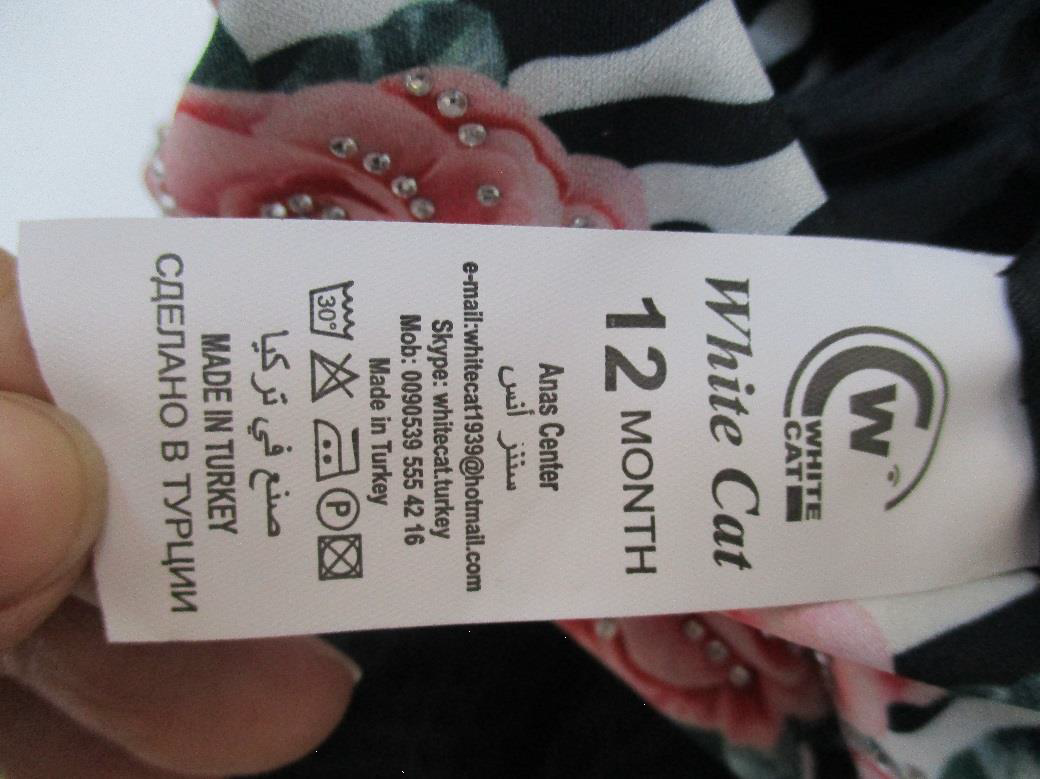 W
WHITE
CAT
White Cat
12 MONTH
Anas Center
سنتر أنس
e-mail:whitecat1939@hotmail.com
Skype: whitecat.turkey
Mob: 0090539 555 42 16
Made in Turkey
30° P
صنع في تركيا
MADE IN TURKEY
СДЕЛАНО В ТУРЦИИ